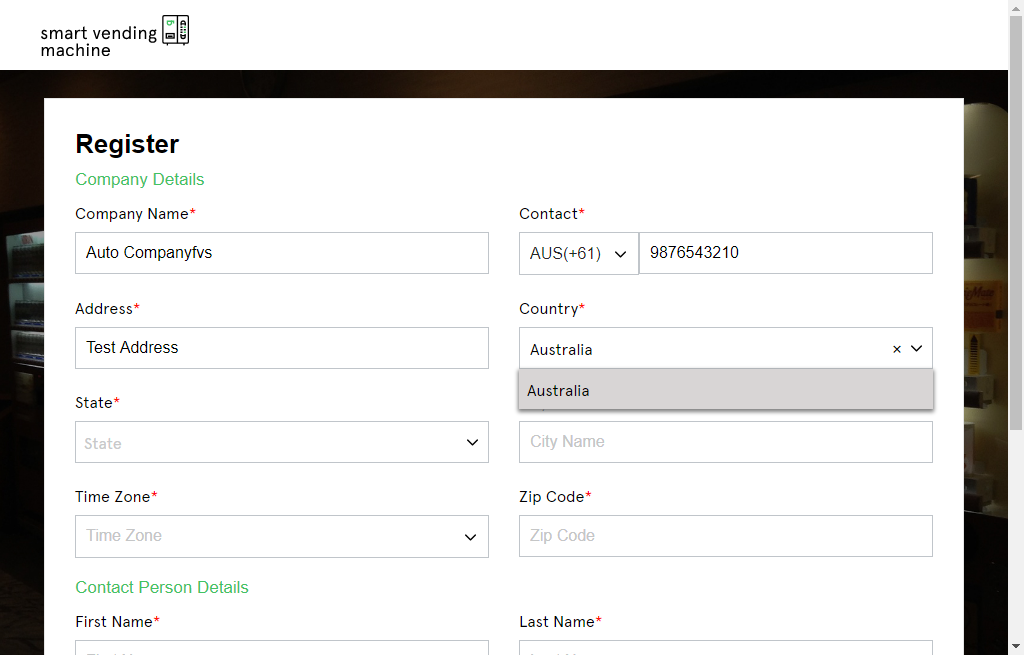 smart vending
machine
Register
Company Details
Company Name*
Contact*
Auto Companyfvs
AUS(+61)
9876543210
Address*
Country*
Test Address
Australia
×
Australia
State*
State
City Name
Time Zone*
Zip Code*
Time Zone
Zip Code
Contact Person Details
First Name*
Last Name*